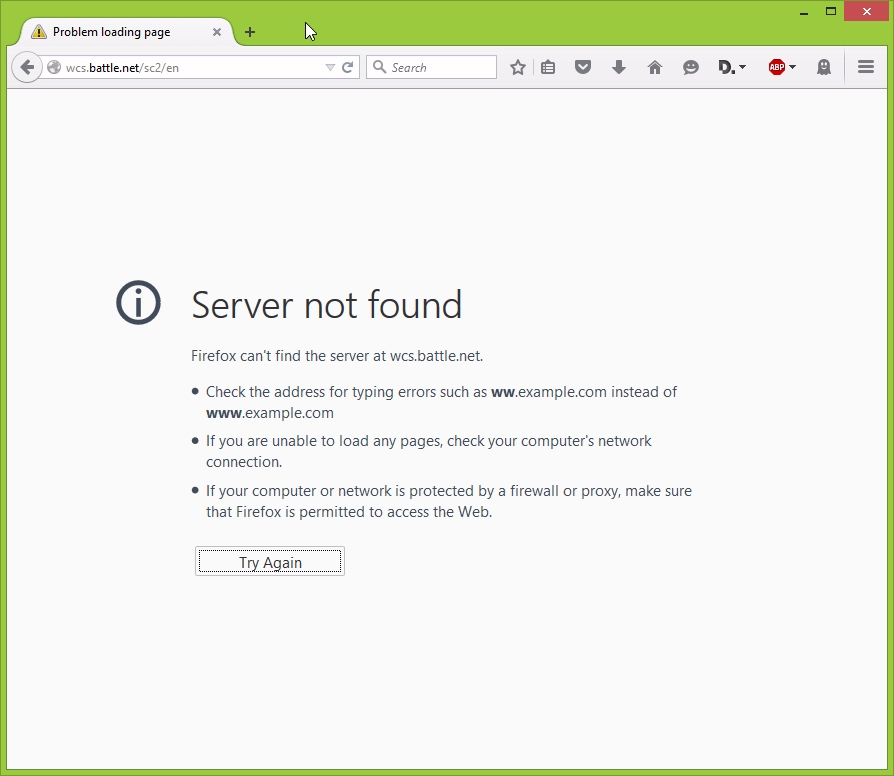 Problem loading page
wcs.battle.net/sc2/en
Search
D.
ABP
Server not found
Firefox can't find the server at wcs.battle.net.
Check the address for typing errors such as ww.example.com instead of
www.example.com
If you are unable to load any pages, check your computer's network
connection.
If your computer or network is protected by a firewall or proxy, make sure
that Firefox is permitted to access the Web.
Try Again